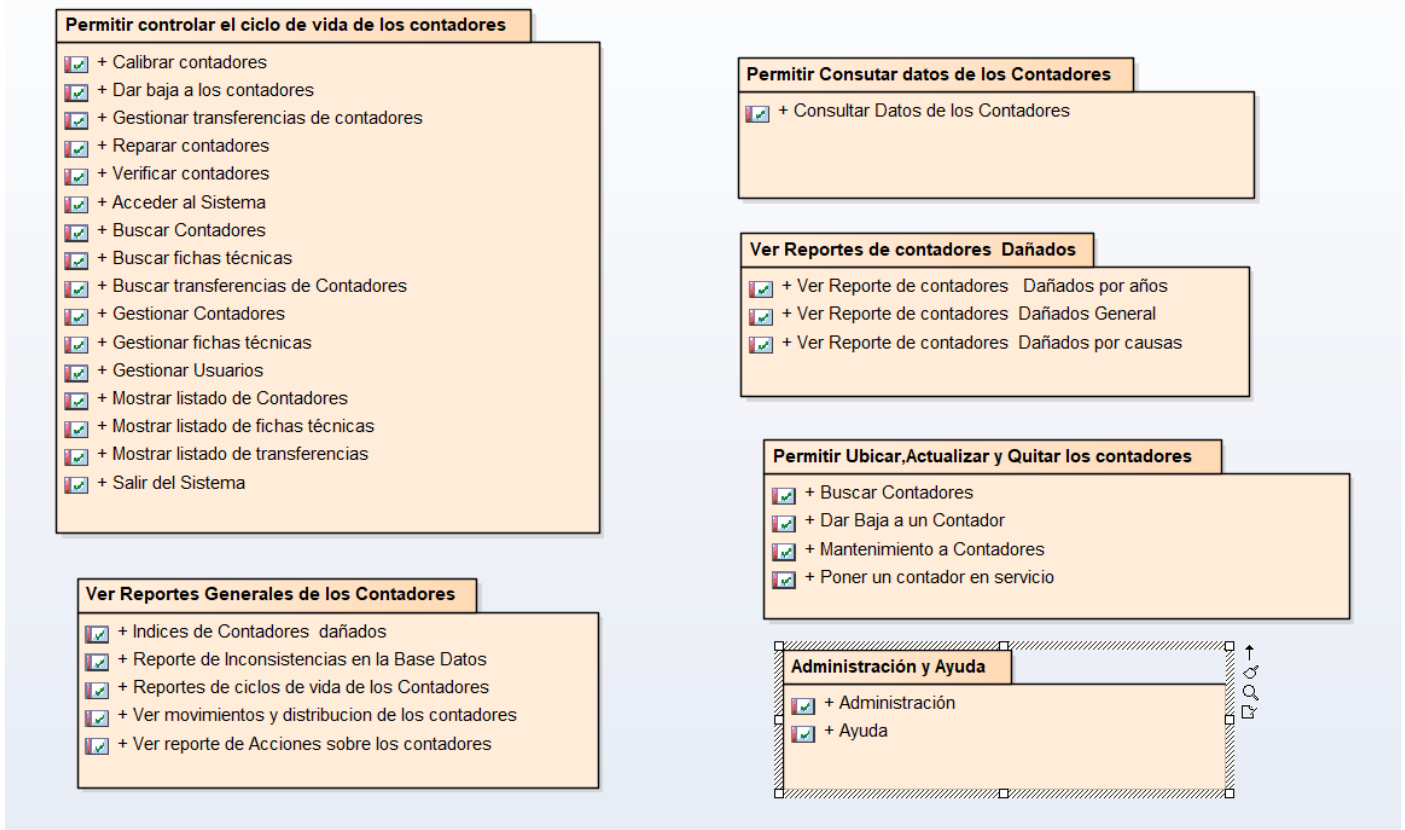 Permitir controlar el ciclo de vida de los contadores
+ Calibrar contadores
+ Dar baja a los contadores
+ Gestionar transferencias de contadores
+ Reparar contadores
+ Verificar contadores
+ Acceder al Sistema
+ Buscar Contadores
+ Buscar fichas técnicas
+ Buscar transferencias de Contadores
+ Gestionar Contadores
+ Gestionar fichas técnicas
+ Gestionar Usuarios
+ Mostrar listado de Contadores
+ Mostrar listado de fichas técnicas
+ Mostrar listado de transferencias
+ Salir del Sistema
Ver Reportes Generales de los Contadores
+ Indices de Contadores dañados
+ Reporte de Inconsistencias en la Base Datos
+ Reportes de ciclos de vida de los Contadores
+ Ver movimientos y distribucion de los contadores
+ Ver reporte de Acciones sobre los contadores
Permitir Consutar datos de los Contadores
+ Consultar Datos de los Contadores
Ver Reportes de contadores Dañados
+ Ver Reporte de contadores Dañados por años
+ Ver Reporte de contadores Dañados General
+ Ver Reporte de contadores Dañados por causas
Permitir Ubicar,Actualizar y Quitar los contadores
+ Buscar Contadores
+ Dar Baja a un Contador
+ Mantenimiento a Contadores
+ Poner un contador en servicio
Administración y Ayuda
+ Administración
+ Ayuda